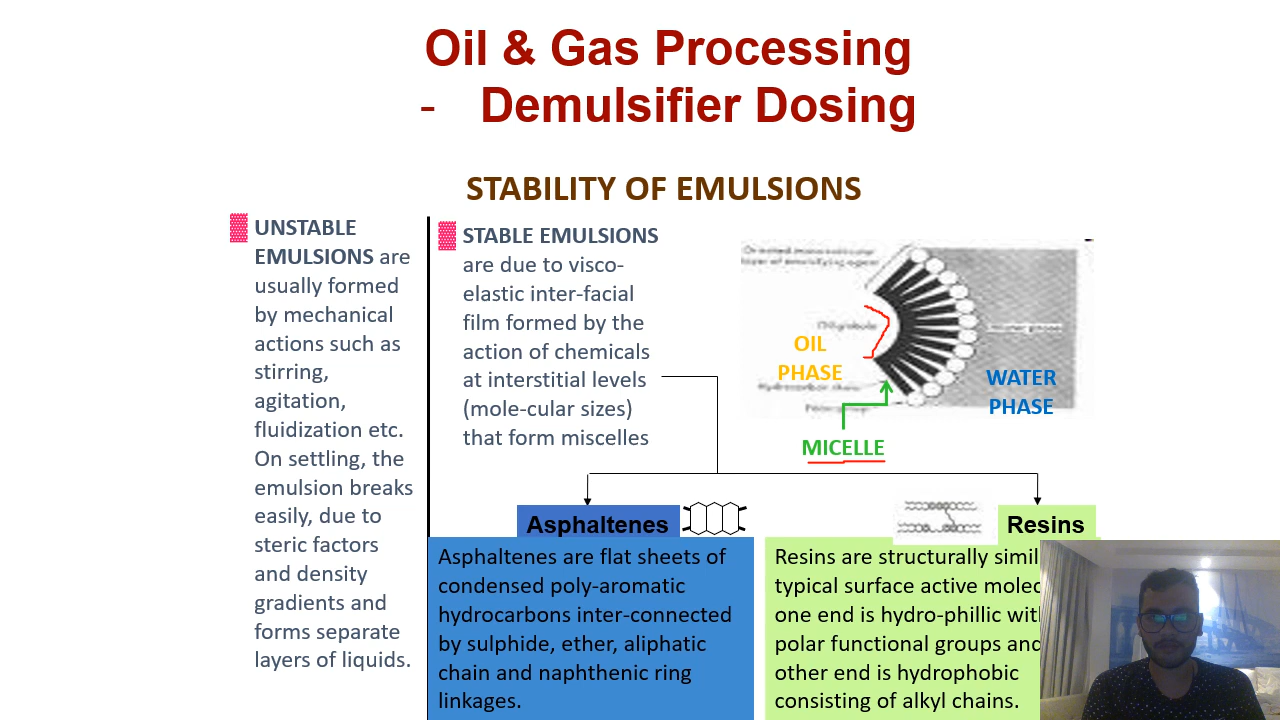 Oil & Gas Processing
- Demulsifier Dosing
STABILITY OF EMULSIONS
UNSTABLE
EMULSIONS are
usually formed
by mechanical
actions such as
stirring,
agitation,
fluidization etc.
On settling, the
emulsion breaks
easily, due to
steric factors
and density
gradients and
forms separate
layers of liquids.
STABLE EMULSIONS
are due to visco-
elastic inter-facial
film formed by the
action of chemicals
at interstitial levels
(mole-cular sizes)
that form miscelles
OIL
PHASE
WATER
PHASE
MICELLE
Asphaltenes
Asphaltenes are flat sheets of
condensed poly-aromatic
hydrocarbons inter-connected
by sulphide, ether, aliphatic
chain and naphthenic ring
linkages.
Resins
Resins are structurally
typical surface active
one end is hydro-phillic
polar functional groups and
other end is hydrophobic
consisting of alkyl chains.